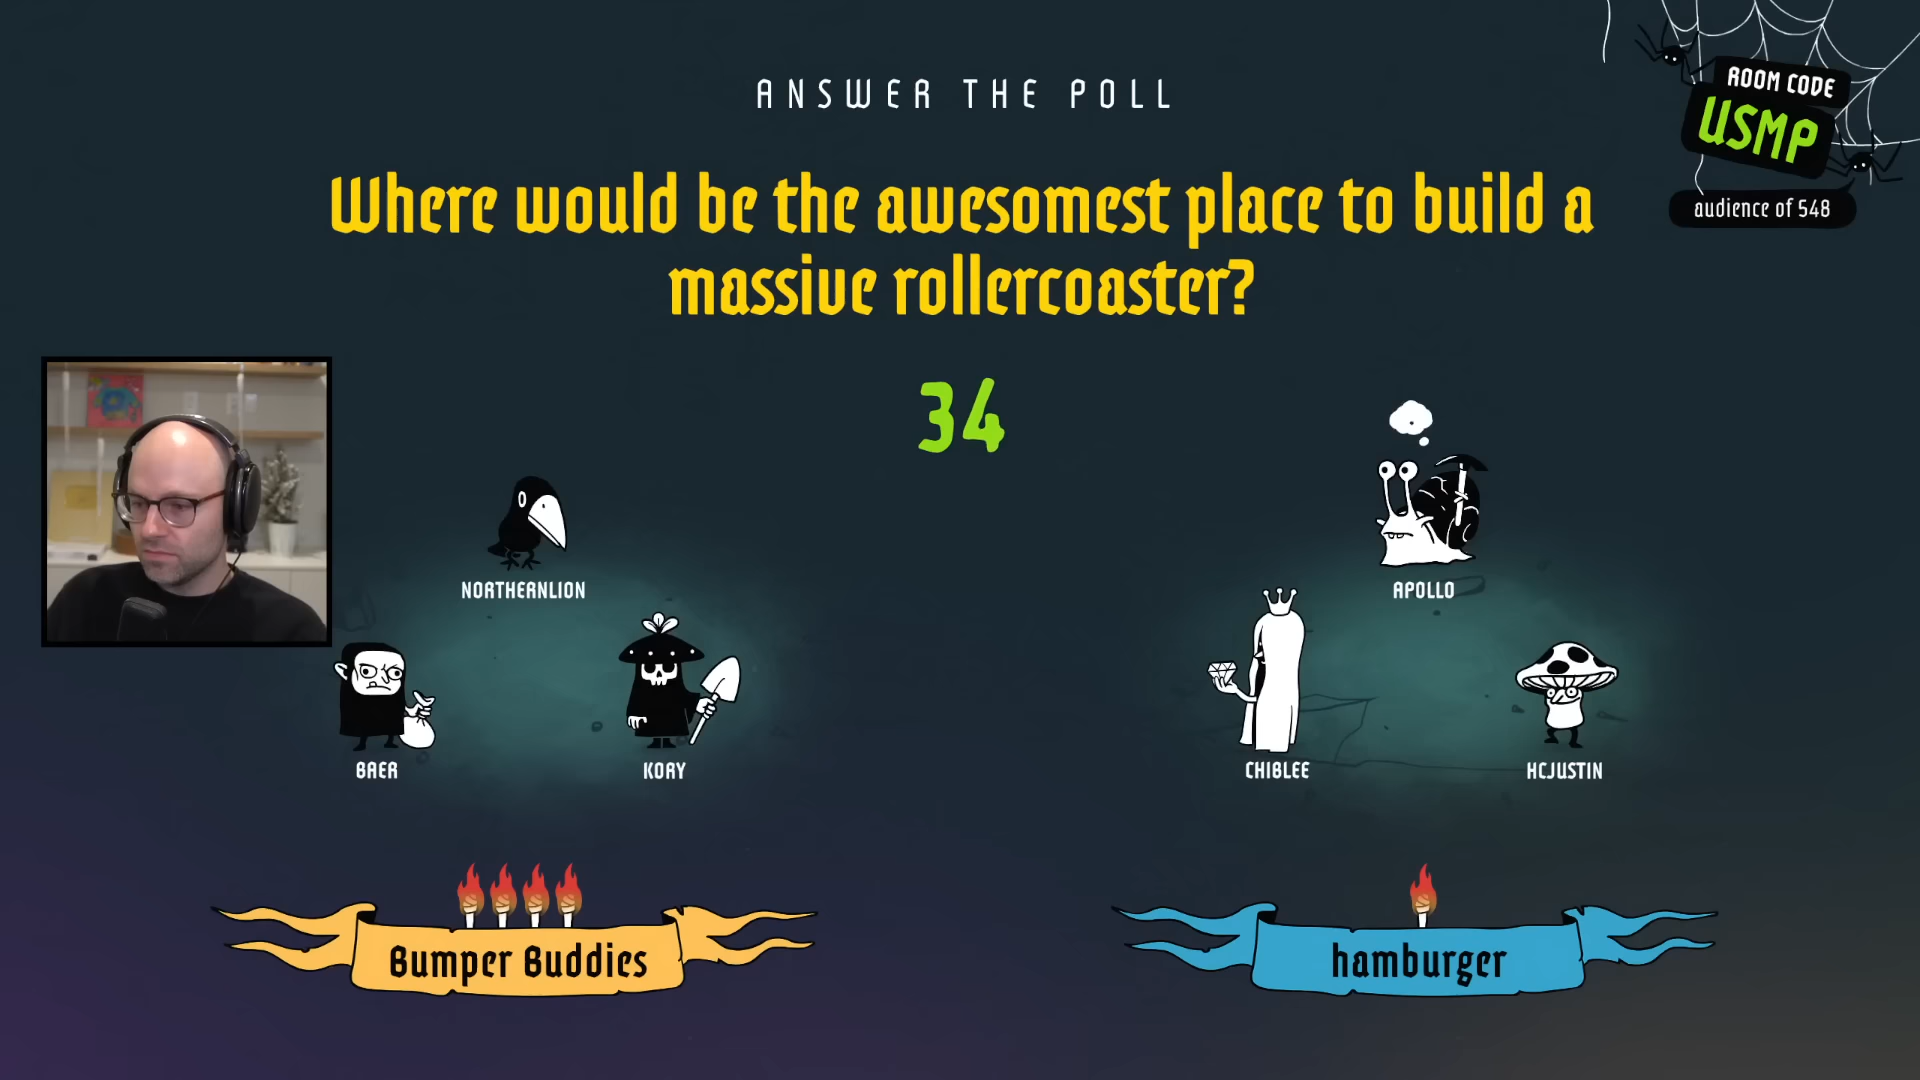 ANSWER THE POLL
ROOM CODE
USMP
audience of 548
Where would be the awesomest place to build a
massive rollercoaster?
34
NORTHERNLION
APOLLO
BAER
KORY
CHIBLEE
HCJUSTIN
Bumper Buddies
hamburger